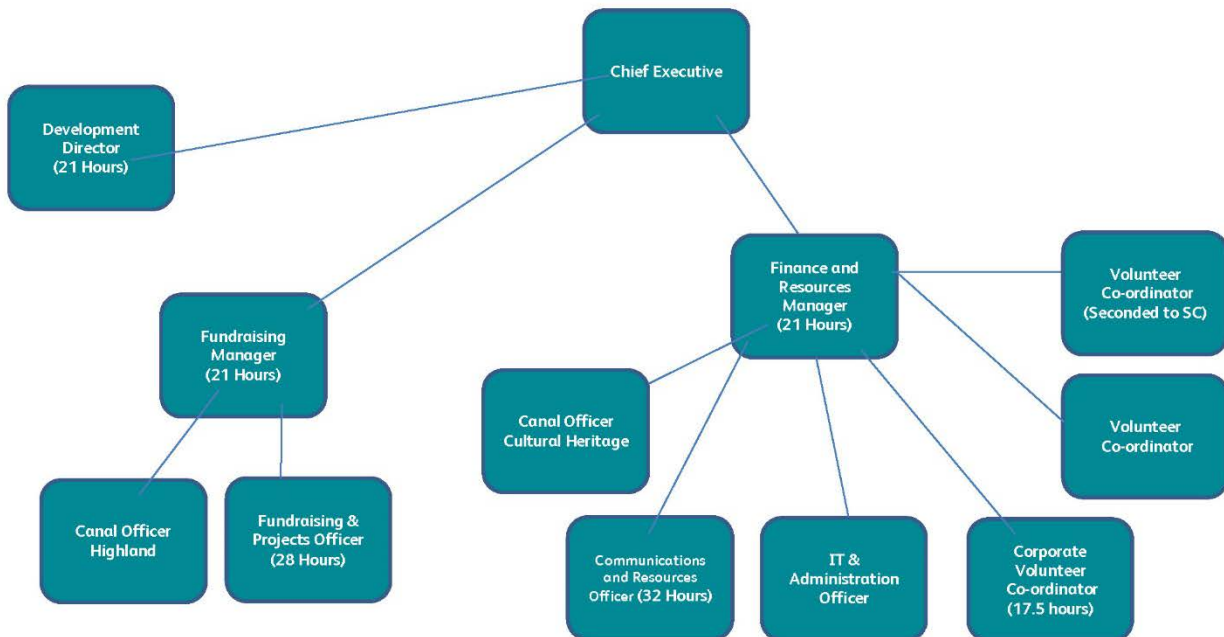 Chief Executive
Development
Director
(21 Hours)
Finance and
Resources
Manager
(21 Hours)
Volunteer
Co-ordinator
(Seconded to SC)
Fundraising
Manager
(21 Hours)
Canal Officer
Cultural Heritage
Volunteer
Co-ordinator
Canal Officer
Highland
Fundraising &
Projects Officer
(28 Hours)
Communications
and Resources
Officer (32 Hours)
IT &
Administration
Officer
Corporate
Volunteer
Co-ordinator
(17.5 hours)